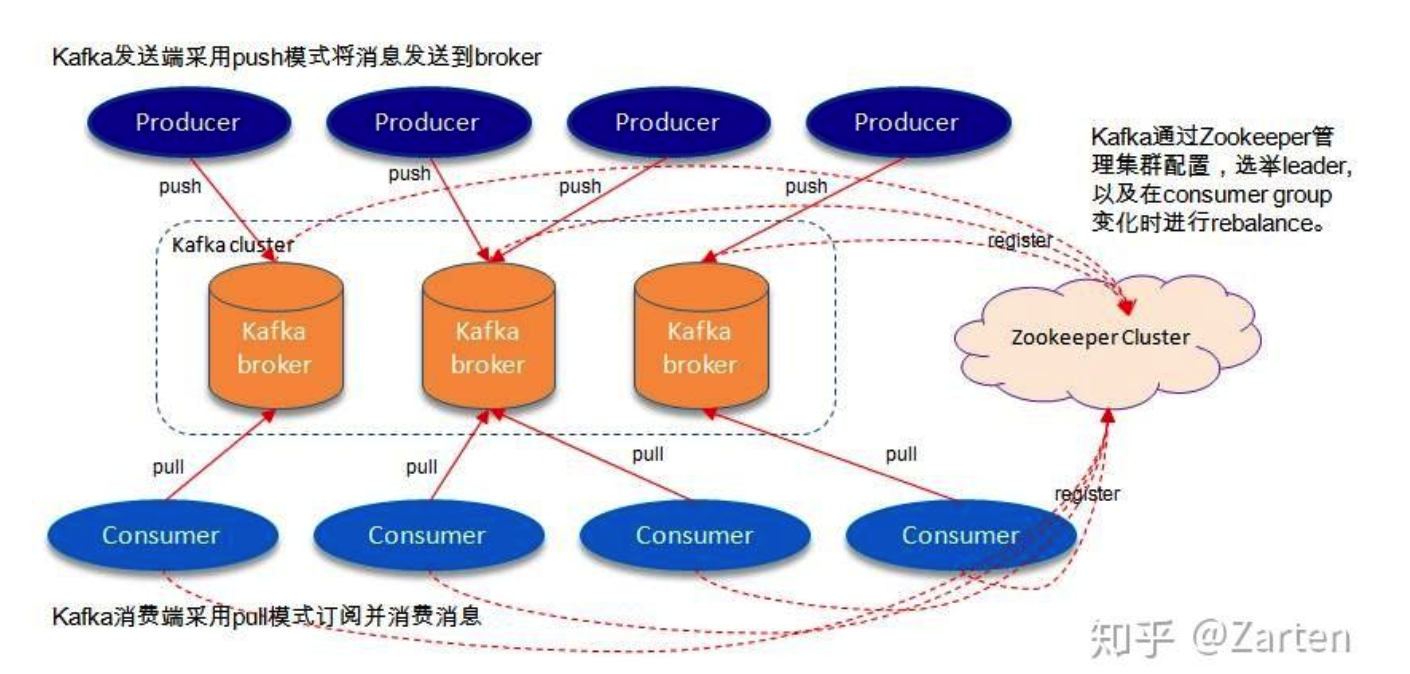 Kafka发送端采用push模式将消息发送到broker
Producer
Producer
Producer
Producer
Kafka通过Zookeeper管
理集群配置，选举leader,
以及在consumer group
变化时进行rebalance。
push
push
push
push
Kafka cluster
register
Kafka
broker
Kafka
broker
Kafka
broker
Zookeeper Cluster
pull
pull
pull
pull
register
Consumer
Consumer
Consumer
Consumer
Kafka消费端采用pull模式订阅并消费消息
知乎 @Zarten